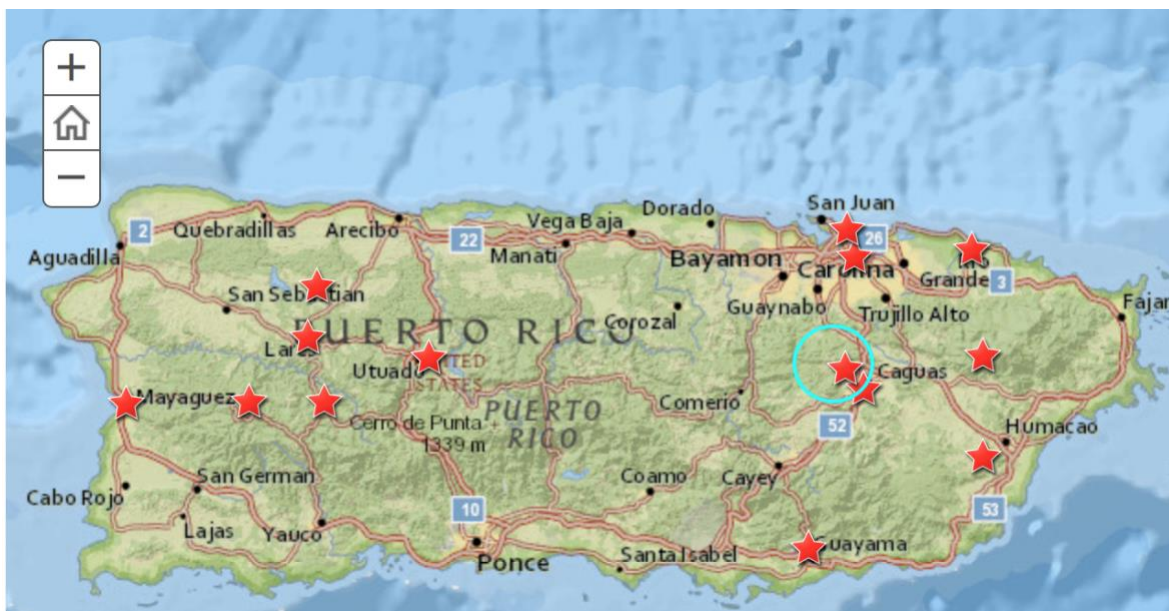 +
−
San Juan
Dorado
Vega Baja
2
Quebradillas
Arecibo
22
Manati
26
Aguadilla
Bayamon
Carolina
Grande
3
San Sebastian
Guaynabo
Trujillo Alto
Fajar
PUERTO RICO
Corozal
Lares
Utuado
UNITED
STATES
Caguas
Mayaguez
PUERTO
RICO
Comerio
Cerro de Punta
1339 m
52
Humacao
San German
Coamo
Cayey
Cabo Rojo
10
53
Lajas
Yauco
Guayama
Ponce
Santa Isabel